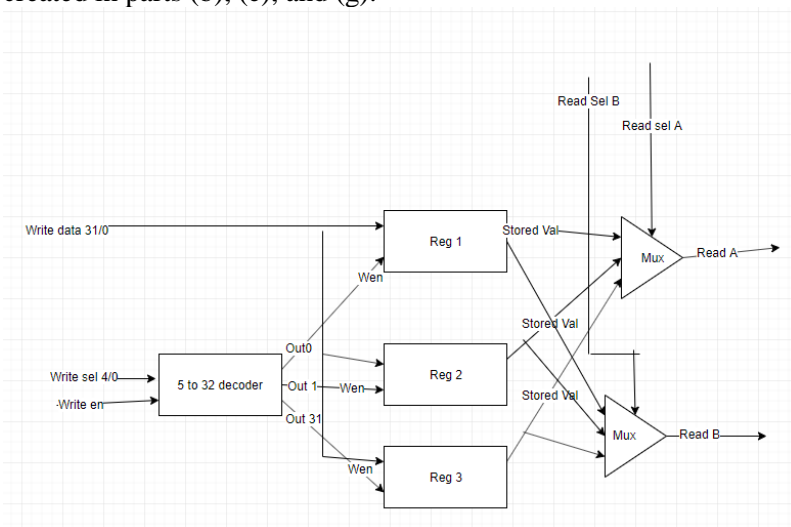 created in parts (b), (e), and (g).
Read Sel B
Read sel A
Write data 31/0
Reg 1
Stored Val
Mux
Read A
Wen
Stored Val
Out0
Write sel 4/0
5 to 32 decoder
Out 1
Wen
Reg 2
Stored Val
-Write en
Out 31
Mux
Read B
Wen
Reg 3